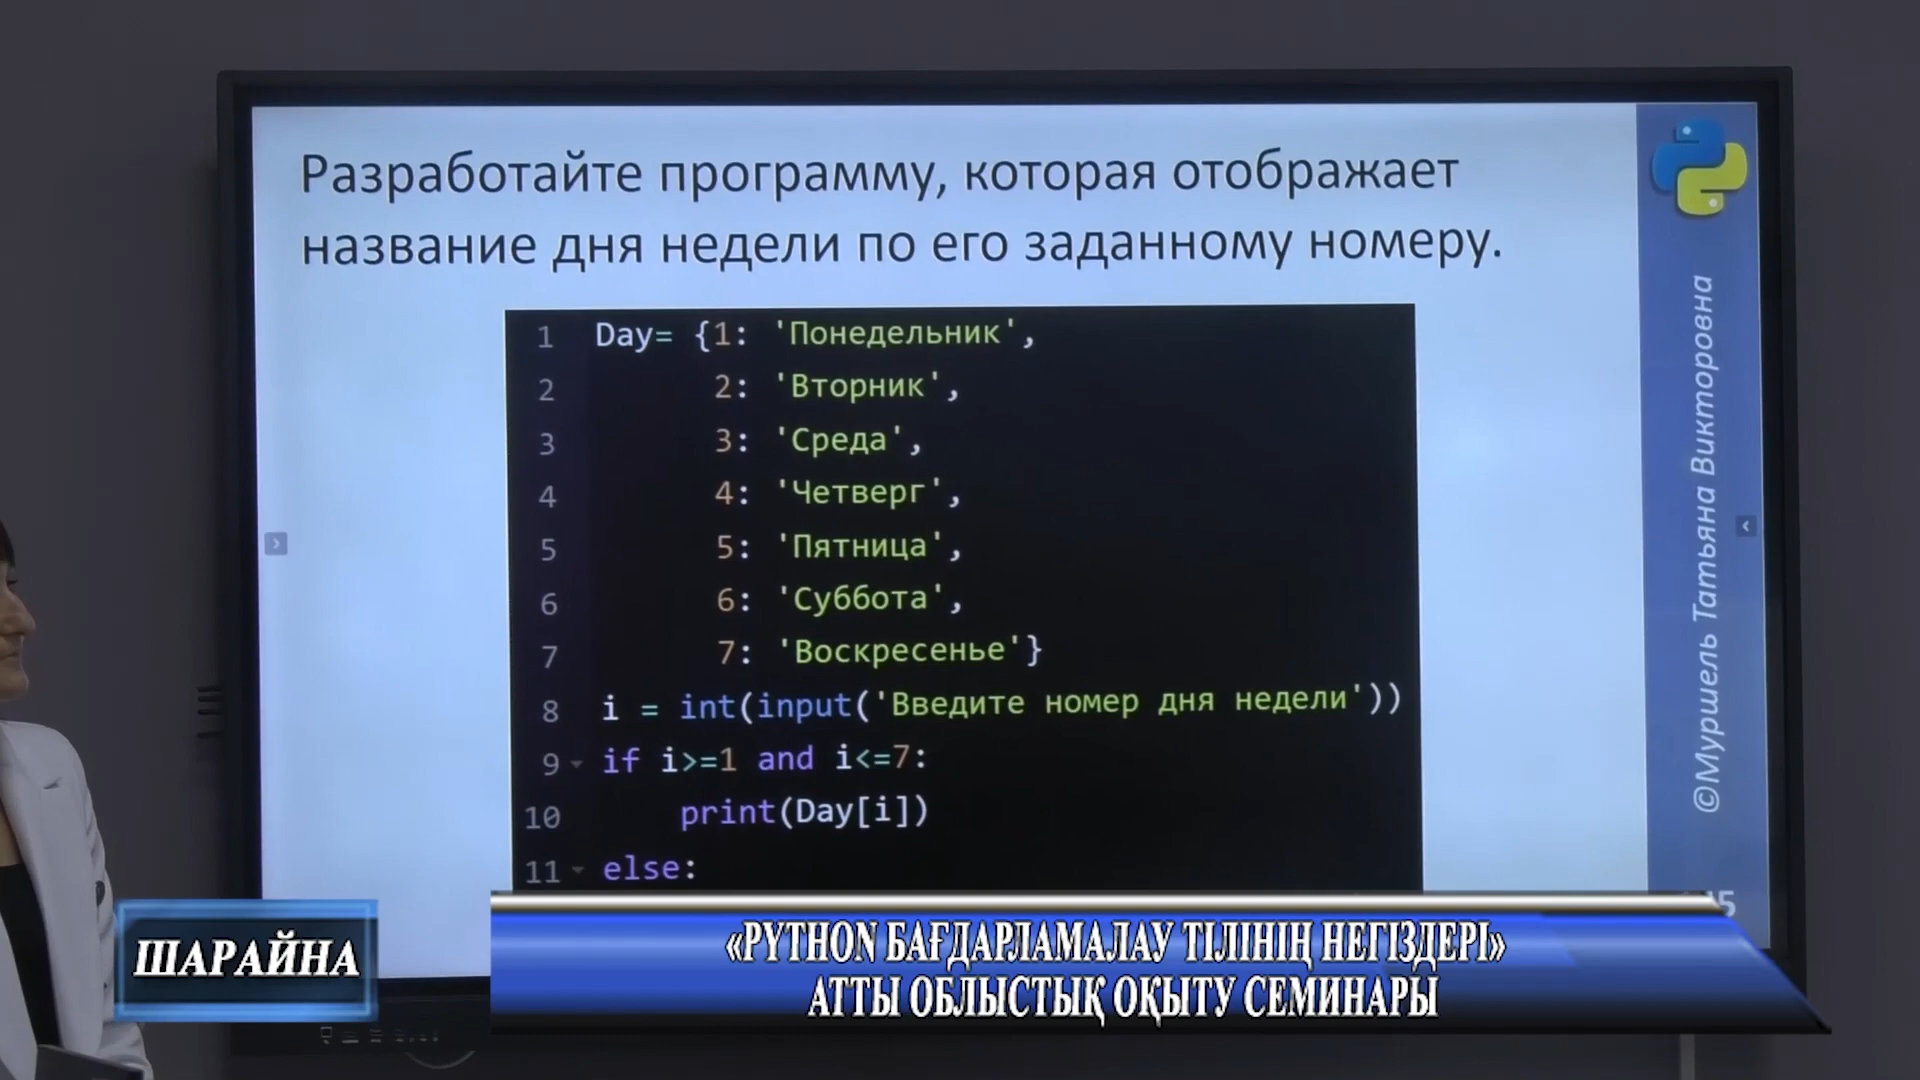 Разработайте программу, которая отображает
название дня недели по его заданному номеру.
1 Day= {1: 'Понедельник',
2 2: 'Вторник',
3 3: 'Среда',
4 4: 'Четверг',
5 5: 'Пятница',
6 6: 'Суббота',
7 7: 'Воскресенье'}
8 i = int(input('Введите номер дня недели'))
9 if i>=1 and i<=7:
10 print(Day[i])
11 else:
©Муршель Татьяна Викторовна
ШАРАЙНА
«PYTHON БАҒДАРЛАМАЛАУ ТІЛІНІҢ НЕГІЗДЕРІ»
АТТЫ ОБЛЫСТЫҚ ОҚЫТУ СЕМИНАРЫ